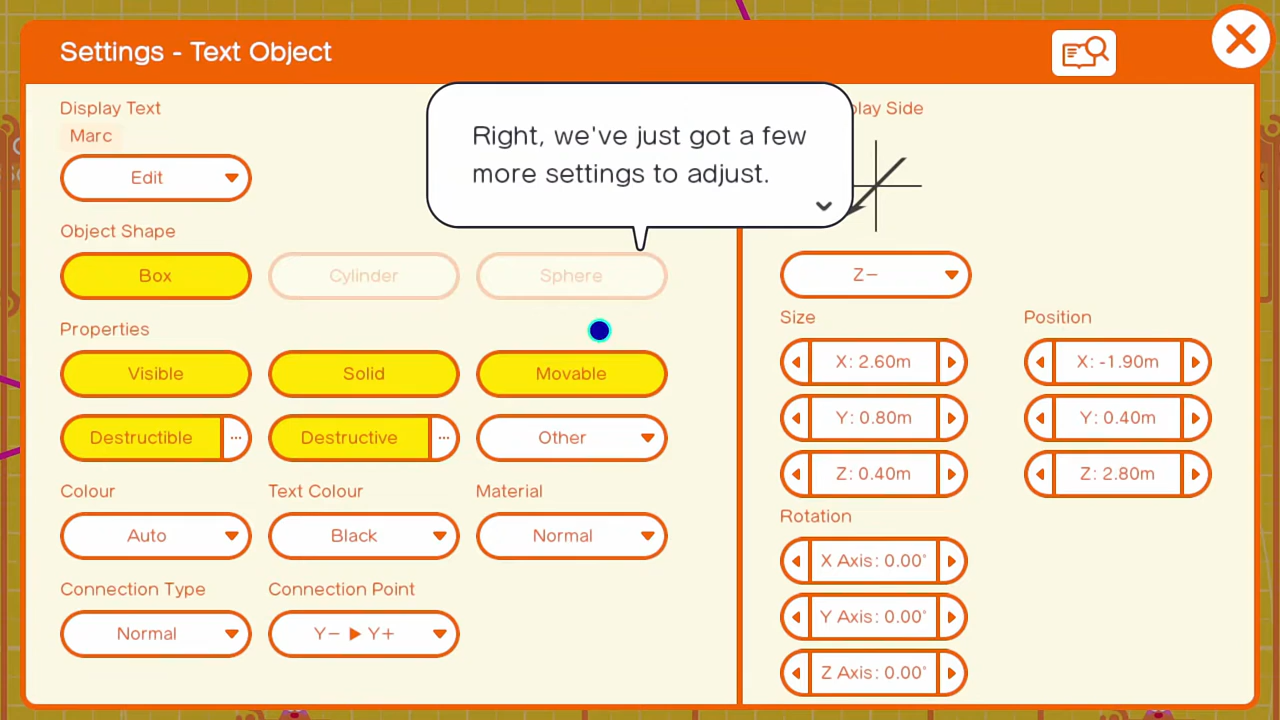 Settings - Text Object
Display Text
Marc
Edit
Right, we've just got a few
more settings to adjust.
Object Shape
Box
Cylinder
Sphere
Properties
Visible
Solid
Movable
Destructible
...
Destructive
...
Other
Colour
Text Colour
Material
Auto
Black
Normal
Connection Type
Connection Point
Normal
Y− ▶ Y+
play Side
Z−
Size
Position
X: 2.60m
X: -1.90m
Y: 0.80m
Y: 0.40m
Z: 0.40m
Z: 2.80m
Rotation
X Axis: 0.00°
Y Axis: 0.00°
Z Axis: 0.00°